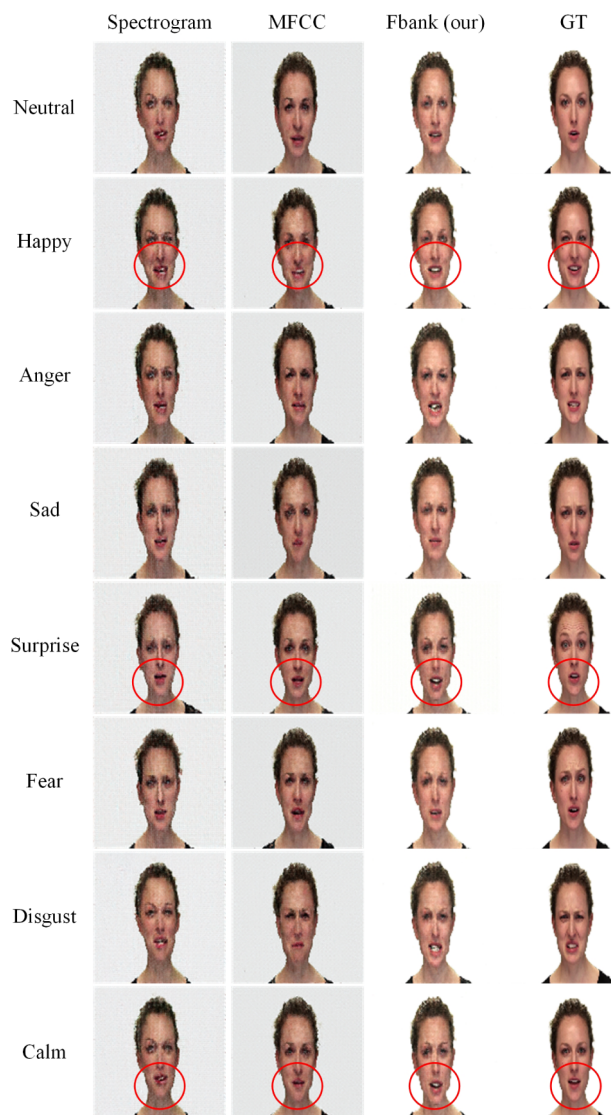 Spectrogram MFCC Fbank (our) GT
Neutral
Happy
Anger
Sad
Surprise
Fear
Disgust
Calm